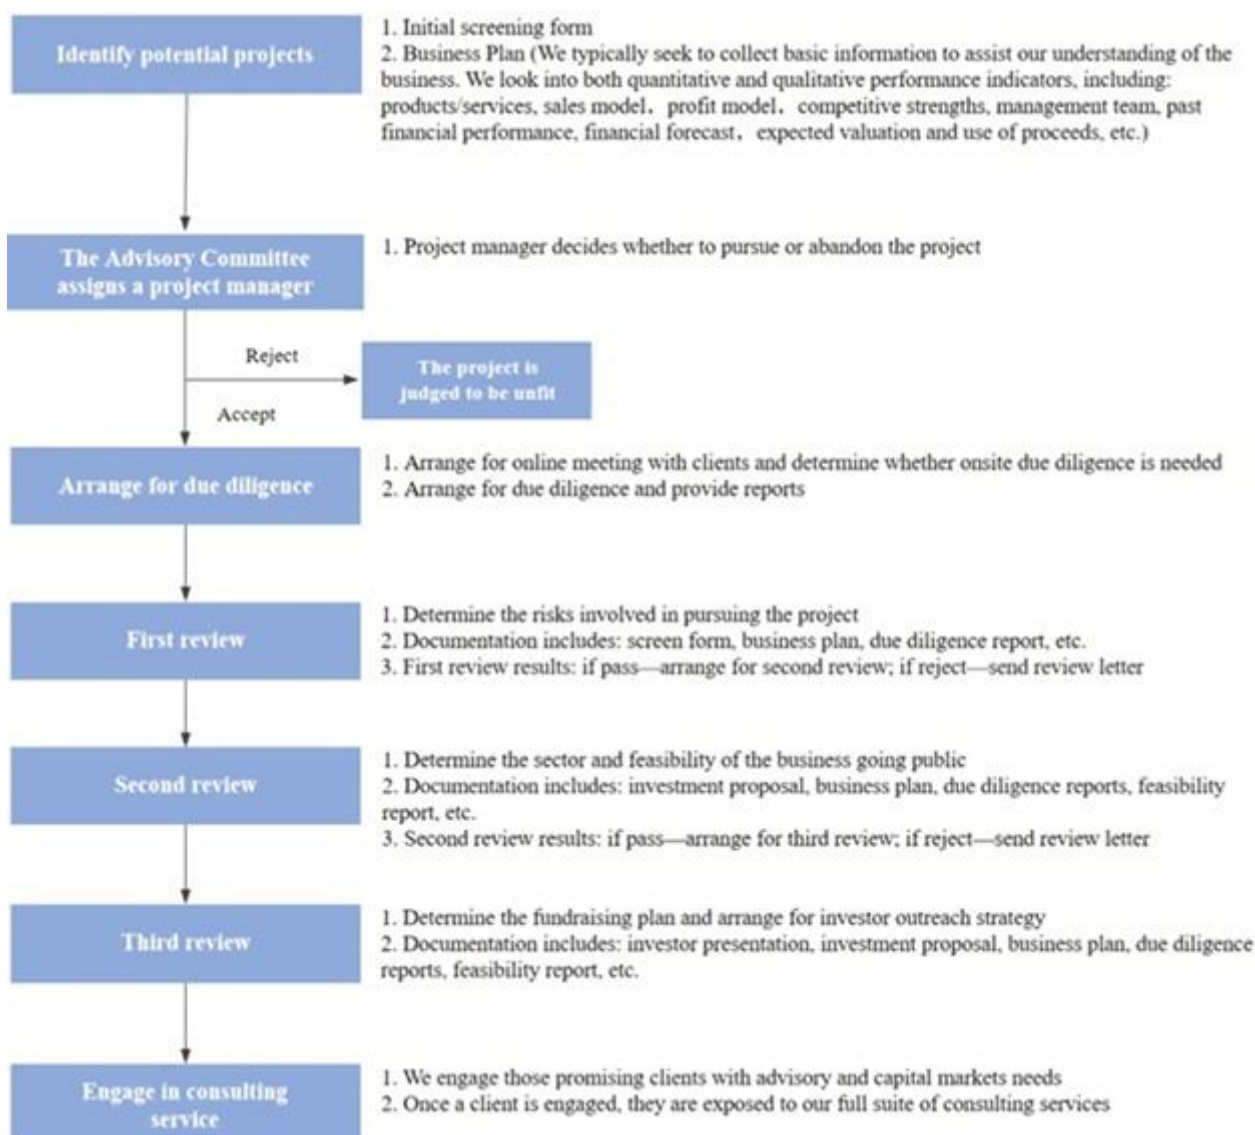 Identify potential projects
1. Initial screening form
2. Business Plan (We typically seek to collect basic information to assist our understanding of the
business. We look into both quantitative and qualitative performance indicators, including:
products/services, sales model，profit model，competitive strengths, management team, past
financial performance, financial forecast，expected valuation and use of proceeds, etc.)
The Advisory Committee
assigns a project manager
1. Project manager decides whether to pursue or abandon the project
Reject
The project is
judged to be unfit
Accept
Arrange for due diligence
1. Arrange for online meeting with clients and determine whether onsite due diligence is needed
2. Arrange for due diligence and provide reports
First review
1. Determine the risks involved in pursuing the project
2. Documentation includes: screen form, business plan, due diligence report, etc.
3. First review results: if pass—arrange for second review; if reject—send review letter
Second review
1. Determine the sector and feasibility of the business going public
2. Documentation includes: investment proposal, business plan, due diligence reports, feasibility
report, etc.
3. Second review results: if pass—arrange for third review; if reject—send review letter
Third review
1. Determine the fundraising plan and arrange for investor outreach strategy
2. Documentation includes: investor presentation, investment proposal, business plan, due diligence
reports, feasibility report, etc.
Engage in consulting
service
1. We engage those promising clients with advisory and capital markets needs
2. Once a client is engaged, they are exposed to our full suite of consulting services